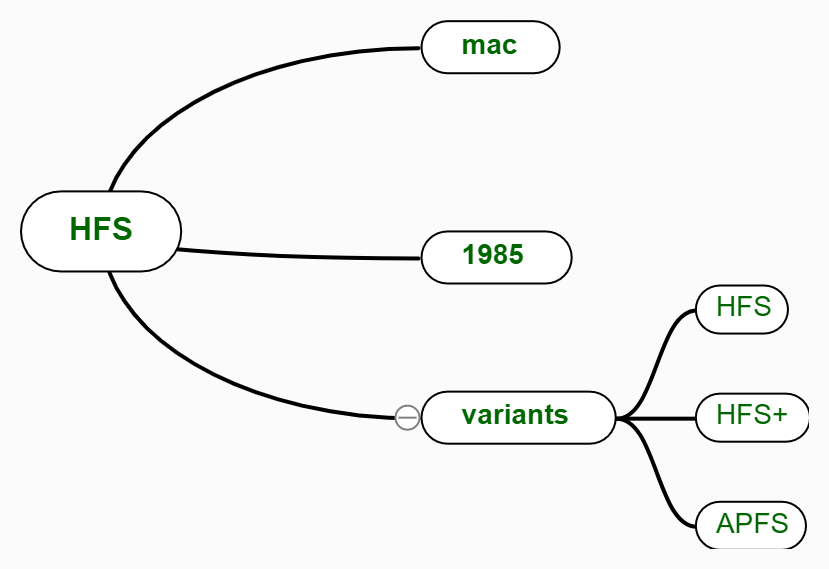 mac
HFS
1985
variants
HFS
HFS+
APFS